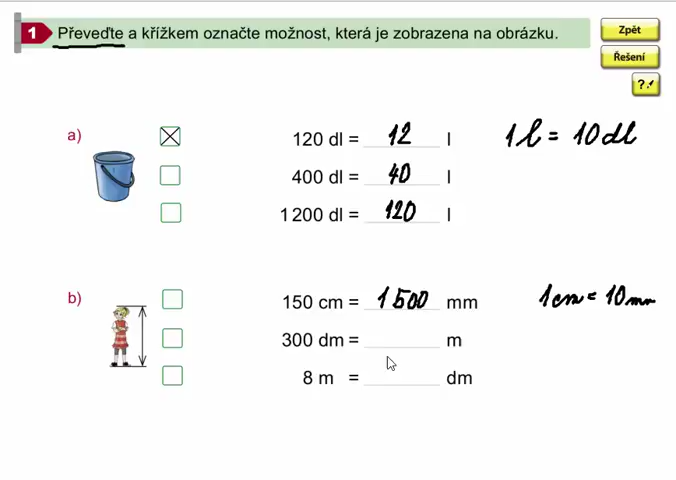 1 Převeďte a křížkem označte možnost, která je zobrazena na obrázku.
Zpět
Řešení
?
a)
120 dl = 12 l
1 l = 10 dl
400 dl = 40 l
1 200 dl = 120 l
b)
150 cm = 1 500 mm
1 cm = 10 mm
300 dm = m
8 m = dm